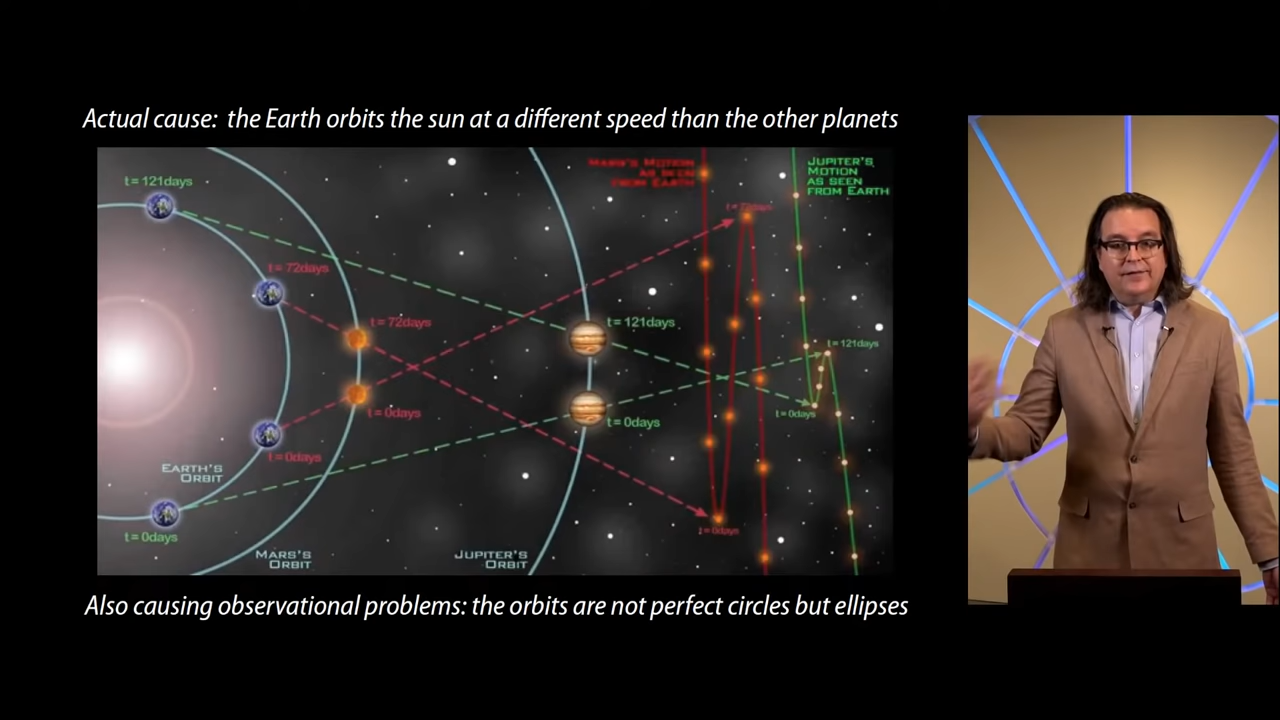 Actual cause: the Earth orbits the sun at a different speed than the other planets
t = 121days
t = 72days
t = 72days
t = 0days
t = 0days
t = 0days
EARTH'S
ORBIT
MARS'S
ORBIT
JUPITER'S
ORBIT
t = 121days
t = 0days
MARS'S MOTION
AS SEEN
FROM EARTH
JUPITER'S
MOTION
AS SEEN
FROM EARTH
t = 72days
t = 121days
t = 0days
t = 0days
Also causing observational problems: the orbits are not perfect circles but ellipses